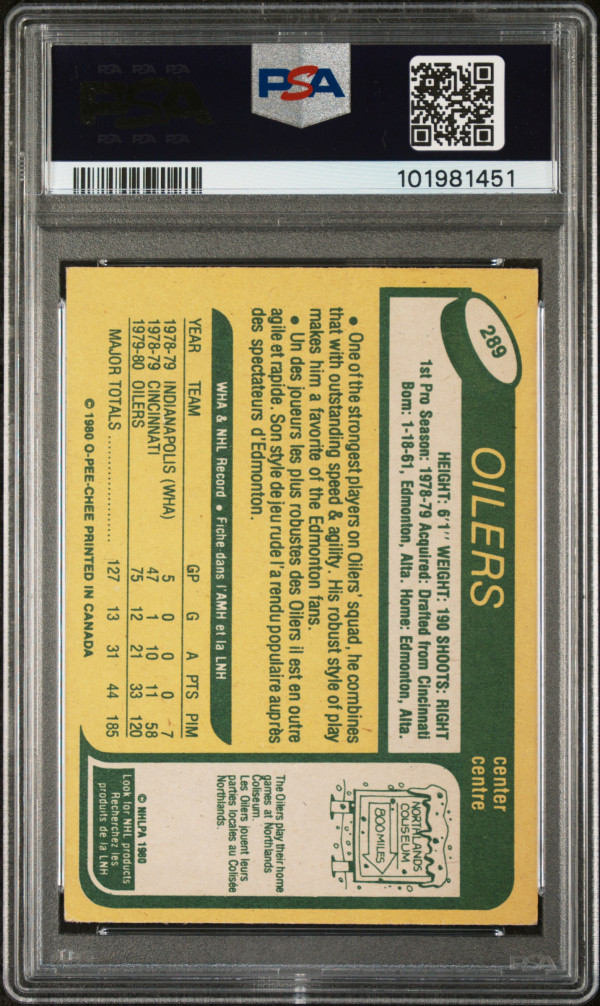 PSA PSA PSA
PSA
PSA PSA PSA
PSA
101981451
289
OILERS
center
centre
HEIGHT: 6'1" WEIGHT: 190 SHOOTS: RIGHT
1st Pro Season: 1978-79 Acquired: Drafted from Cincinnati
Born: 1-18-61, Edmonton, Alta. Home: Edmonton, Alta.
• One of the strongest players on Oilers' squad, he combines
that with outstanding speed & agility. His robust style of play
makes him a favorite of the Edmonton fans.
• Un des joueurs les plus robustes des Oilers il est en outre
agile et rapide. Son style de jeu rude l'a rendu populaire auprès
des spectateurs d'Edmonton.
WHA & NHL Record • Fiche dans l'AMH et la LNH
YEAR TEAM GP G A PTS PIM
1978-79 INDIANAPOLIS (WHA) 5 0 0 0 7
1978-79 CINCINNATI 47 1 10 11 58
1979-80 OILERS 75 12 21 33 120
MAJOR TOTALS .................... 127 13 31 44 185
© 1980 O-PEE-CHEE PRINTED IN CANADA
NORTHLANDS
COLISEUM
800 MILES
The Oilers play their home
games at Northlands
Coliseum.
Les Oilers jouent leurs
parties locales au Colisée
Northlands.
© NHLPA 1980
Look for NHL products
Recherchez les
produits de la LNH
PSA